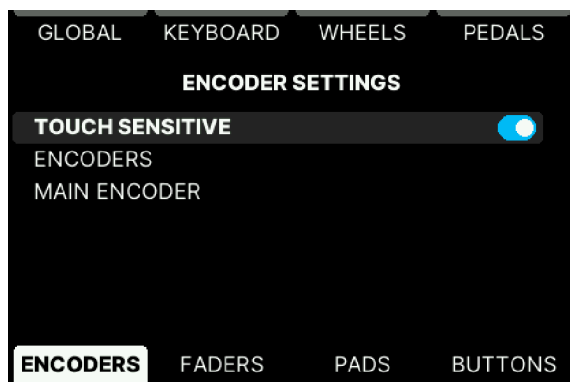 GLOBAL KEYBOARD WHEELS PEDALS
ENCODER SETTINGS
TOUCH SENSITIVE
ENCODERS
MAIN ENCODER
ENCODERS FADERS PADS BUTTONS